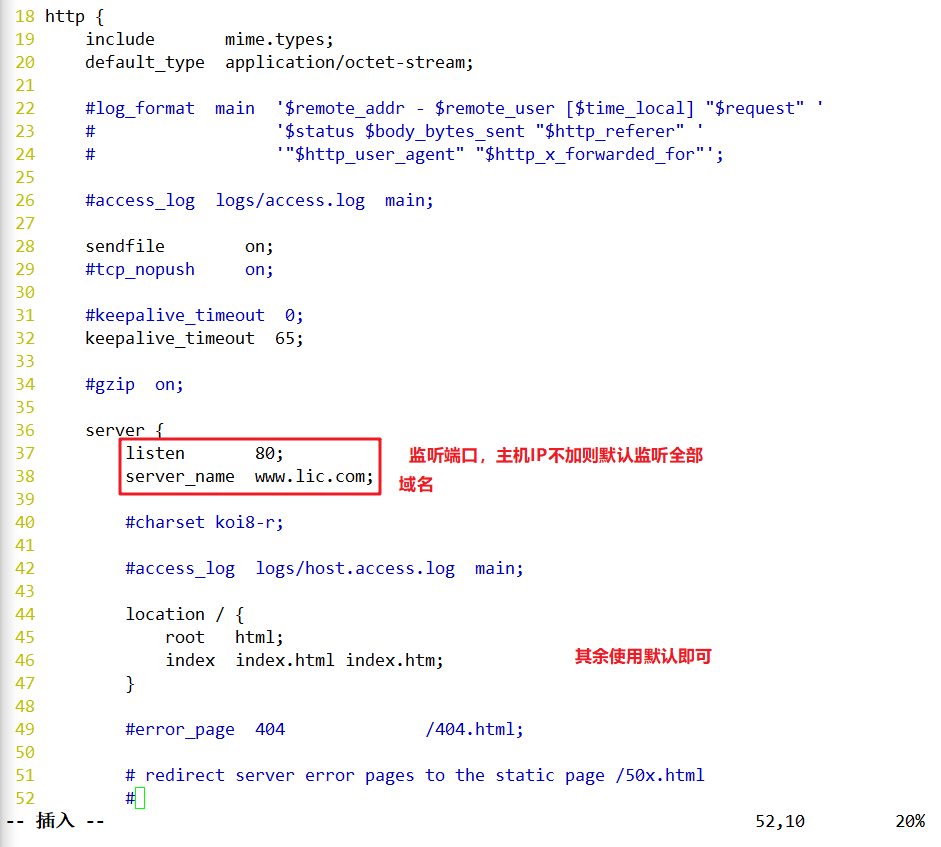 18 http {
19     include       mime.types;
20     default_type  application/octet-stream;
21
22     #log_format  main  '$remote_addr - $remote_user [$time_local] "$request" '
23     #                  '$status $body_bytes_sent "$http_referer" '
24     #                  '"$http_user_agent" "$http_x_forwarded_for"';
25
26     #access_log  logs/access.log  main;
27
28     sendfile        on;
29     #tcp_nopush     on;
30
31     #keepalive_timeout  0;
32     keepalive_timeout  65;
33
34     #gzip  on;
35
36     server {
37         listen       80; 监听端口，主机IP不加则默认监听全部
38         server_name  www.lic.com; 域名
39
40         #charset koi8-r;
41
42         #access_log  logs/host.access.log  main;
43
44         location / {
45             root   html;
46             index  index.html index.htm; 其余使用默认即可
47         }
48
49         #error_page  404              /404.html;
50
51         # redirect server error pages to the static page /50x.html
52         #
-- 插入 -- 52,10 20%